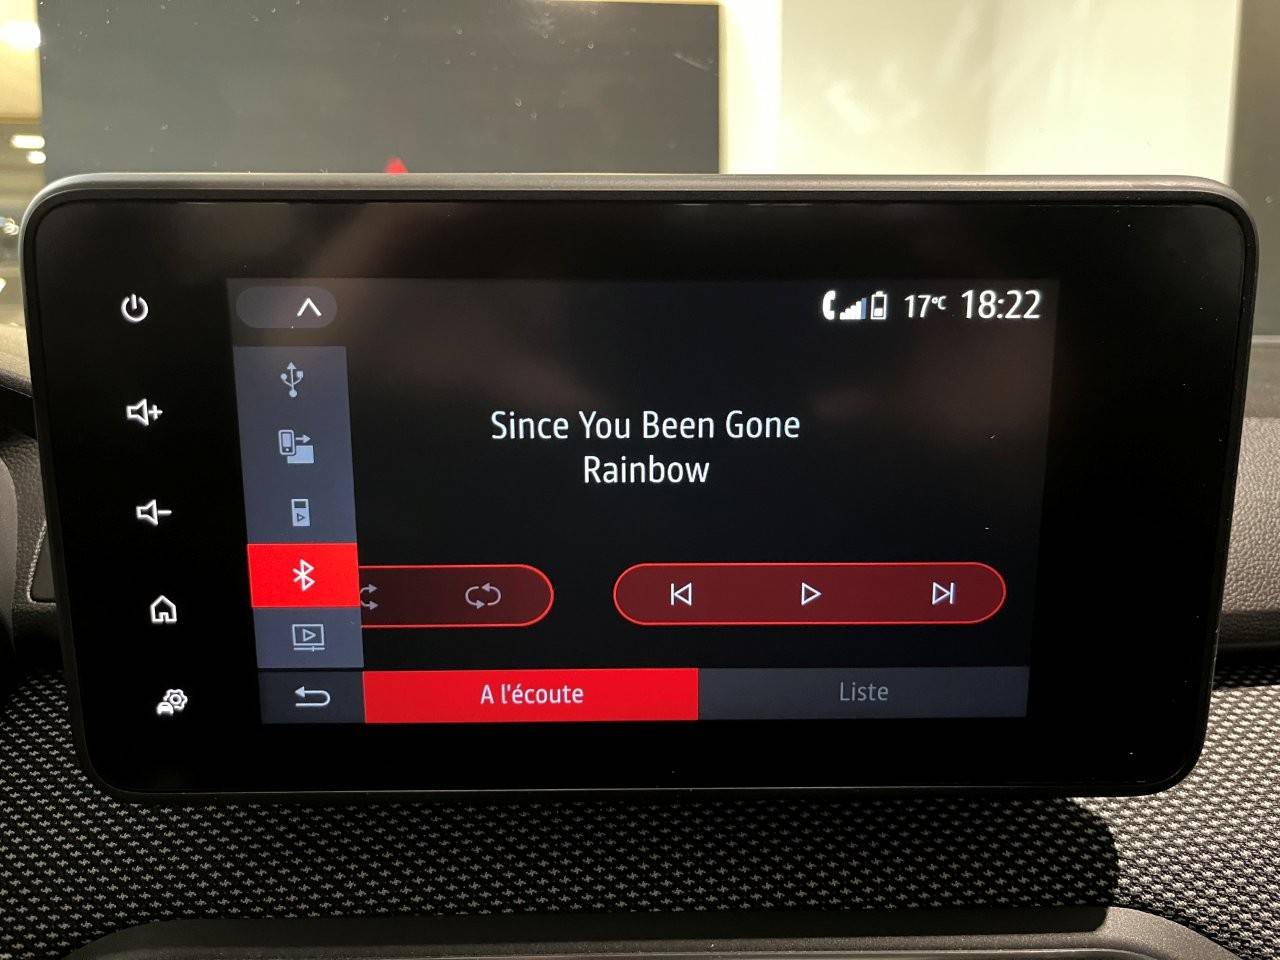 17°C 18:22
Since You Been Gone
Rainbow
A l'écoute
Liste